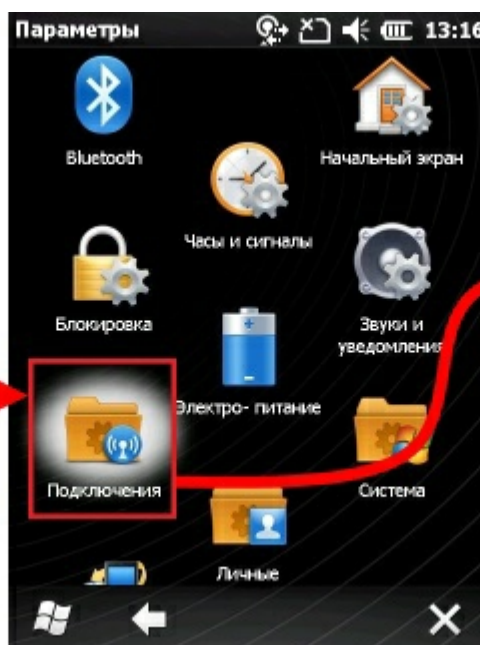 Параметры
13:16
Bluetooth
Начальный экран
Часы и сигналы
Блокировка
Звуки и
уведомления
Электро- питание
Подключения
Система
Личные